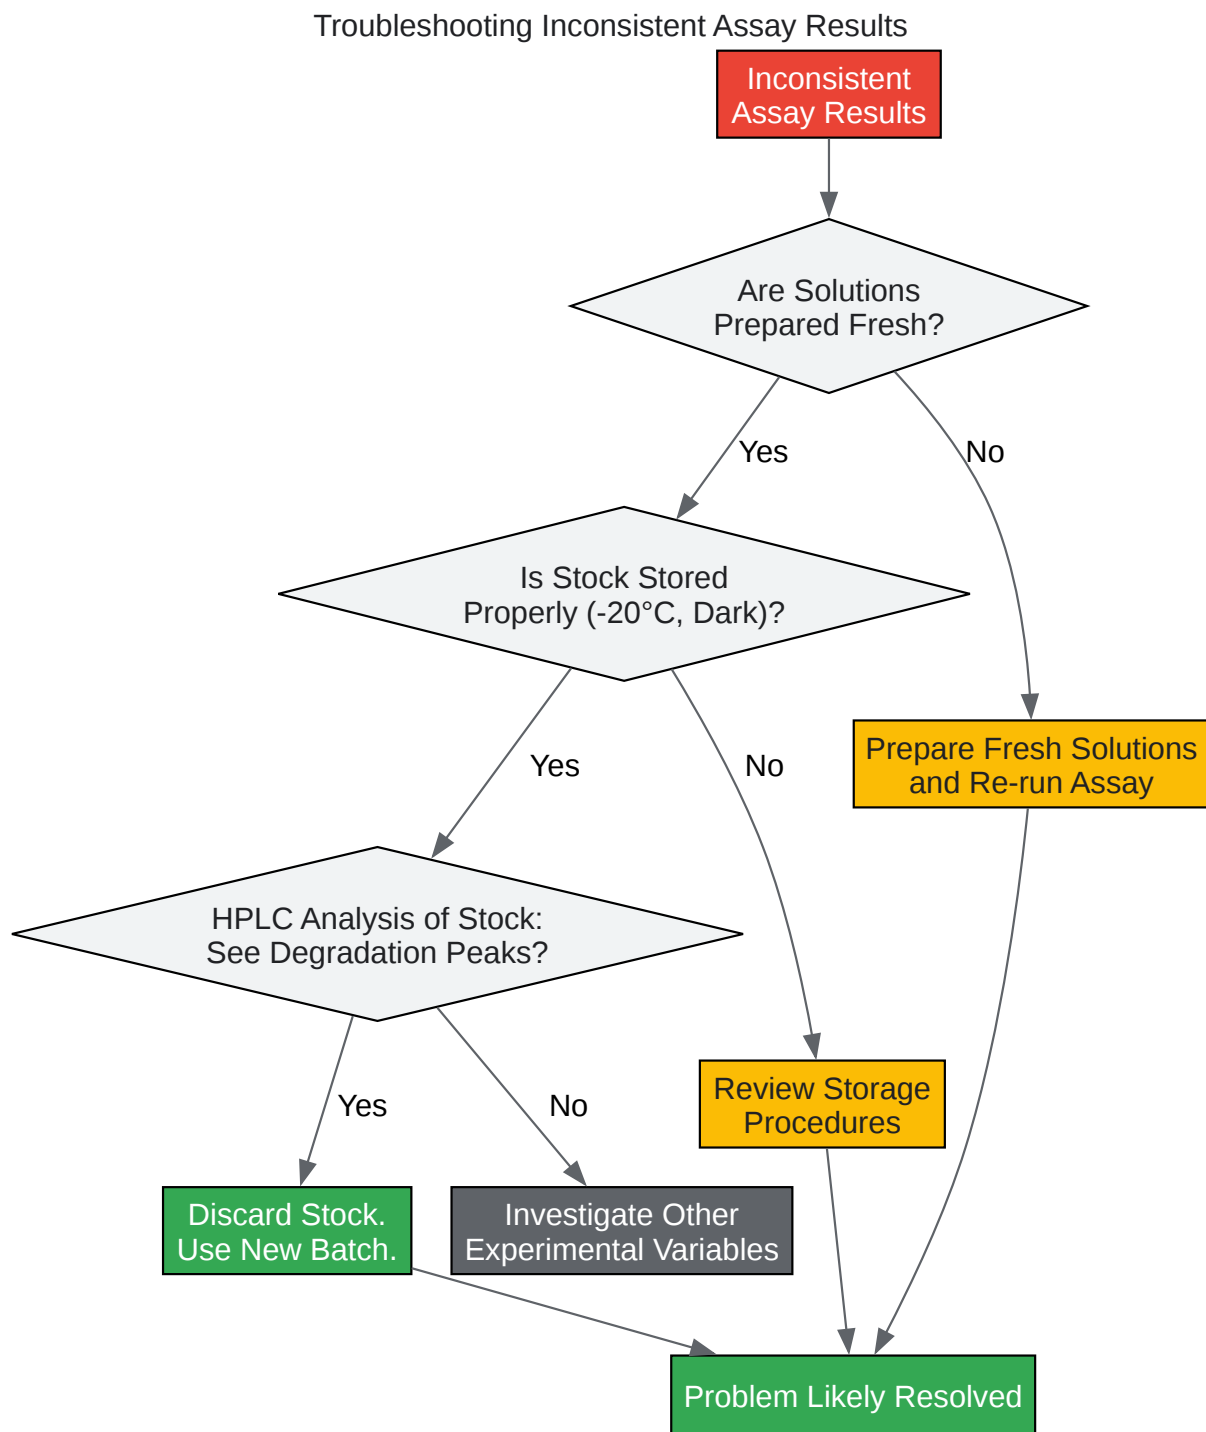 Troubleshooting Inconsistent Assay Results
Inconsistent
Assay Results
Are Solutions
Prepared Fresh?
Yes
No
Is Stock Stored
Properly (-20°C, Dark)?
Yes
No
Prepare Fresh Solutions
and Re-run Assay
HPLC Analysis of Stock:
See Degradation Peaks?
Yes
No
Review Storage
Procedures
Discard Stock.
Use New Batch.
Investigate Other
Experimental Variables
Problem Likely Resolved